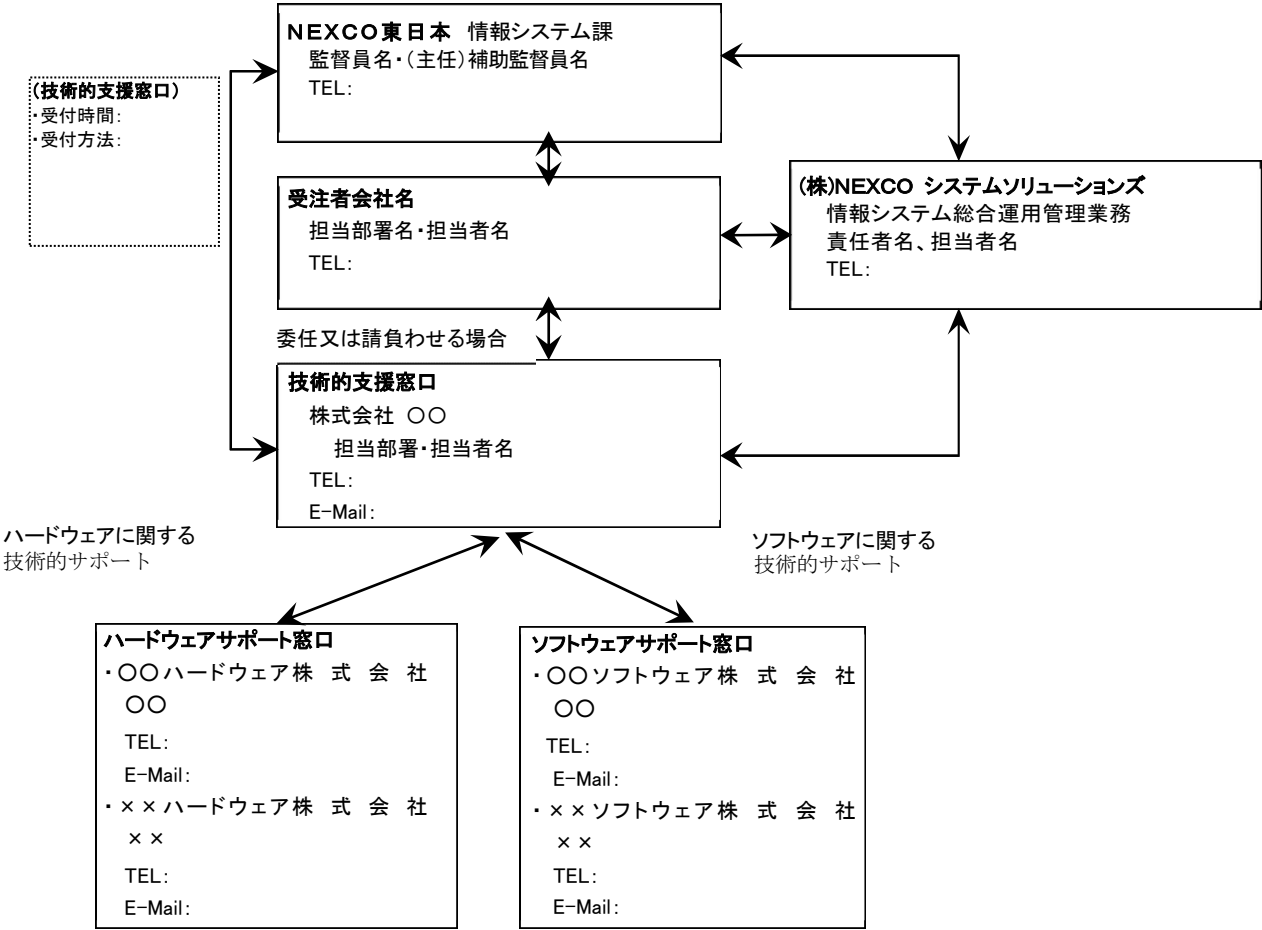 NEXCO東日本 情報システム課
監督員名・(主任)補助監督員名
TEL:
(技術的支援窓口)
・受付時間:
・受付方法:
受注者会社名
担当部署名・担当者名
TEL:
(株)NEXCO システムソリューションズ
情報システム総合運用管理業務
責任者名、担当者名
TEL:
委任又は請負わせる場合
技術的支援窓口
株式会社 〇〇
担当部署・担当者名
TEL:
E-Mail:
ハードウェアに関する
技術的サポート
ソフトウェアに関する
技術的サポート
ハードウェアサポート窓口
・〇〇ハードウェア株 式 会 社
〇〇
TEL:
E-Mail:
・××ハードウェア株 式 会 社
××
TEL:
E-Mail:
ソフトウェアサポート窓口
・〇〇ソフトウェア株 式 会 社
〇〇
TEL:
E-Mail:
・××ソフトウェア株 式 会 社
××
TEL:
E-Mail: